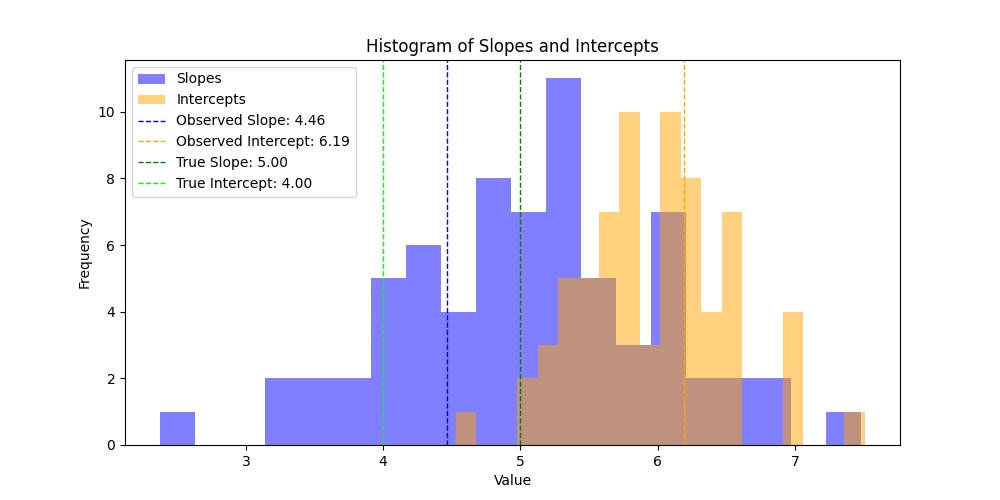 Histogram of Slopes and Intercepts
Slopes
Intercepts
Observed Slope: 4.46
Observed Intercept: 6.19
True Slope: 5.00
True Intercept: 4.00
Frequency
10
8
6
4
2
0
3
4
5
6
7
Value